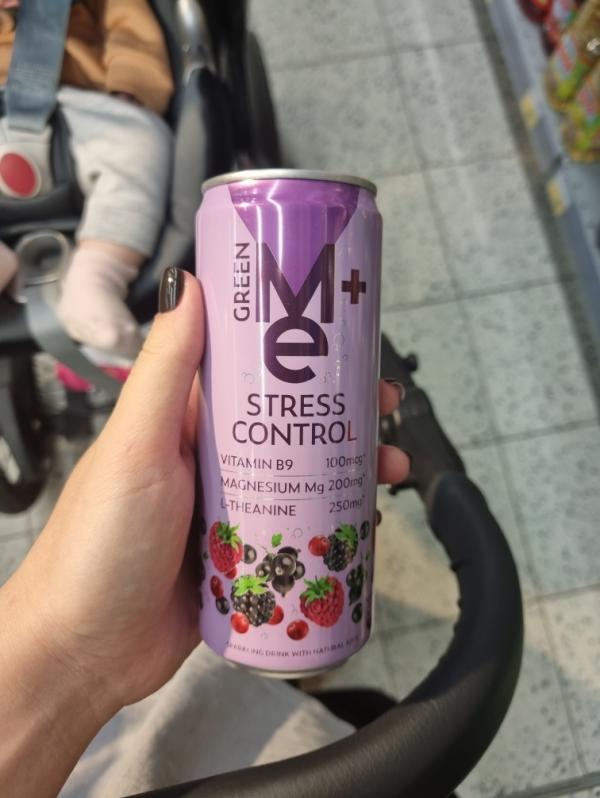 GREEN
Me+
STRESS
CONTROL
VITAMIN B9 100mcg*
MAGNESIUM Mg 200mg*
L-THEANINE 250mg*
SPARKLING DRINK WITH NATURAL